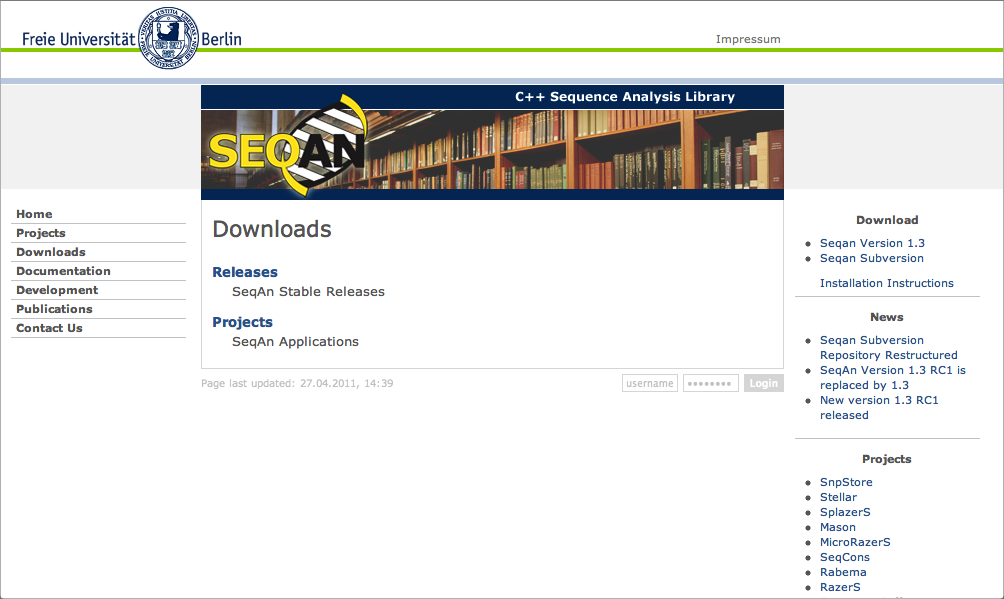 Freie Universität Berlin
Impressum
C++ Sequence Analysis Library
SEQAN
Home
Projects
Downloads
Documentation
Development
Publications
Contact Us
Downloads
Releases
SeqAn Stable Releases
Projects
SeqAn Applications
Page last updated: 27.04.2011, 14:39
username
Login
Download
Seqan Version 1.3
Seqan Subversion
Installation Instructions
News
Seqan Subversion
Repository Restructured
SeqAn Version 1.3 RC1 is
replaced by 1.3
New version 1.3 RC1
released
Projects
SnpStore
Stellar
SplazerS
Mason
MicroRazerS
SeqCons
Rabema
RazerS